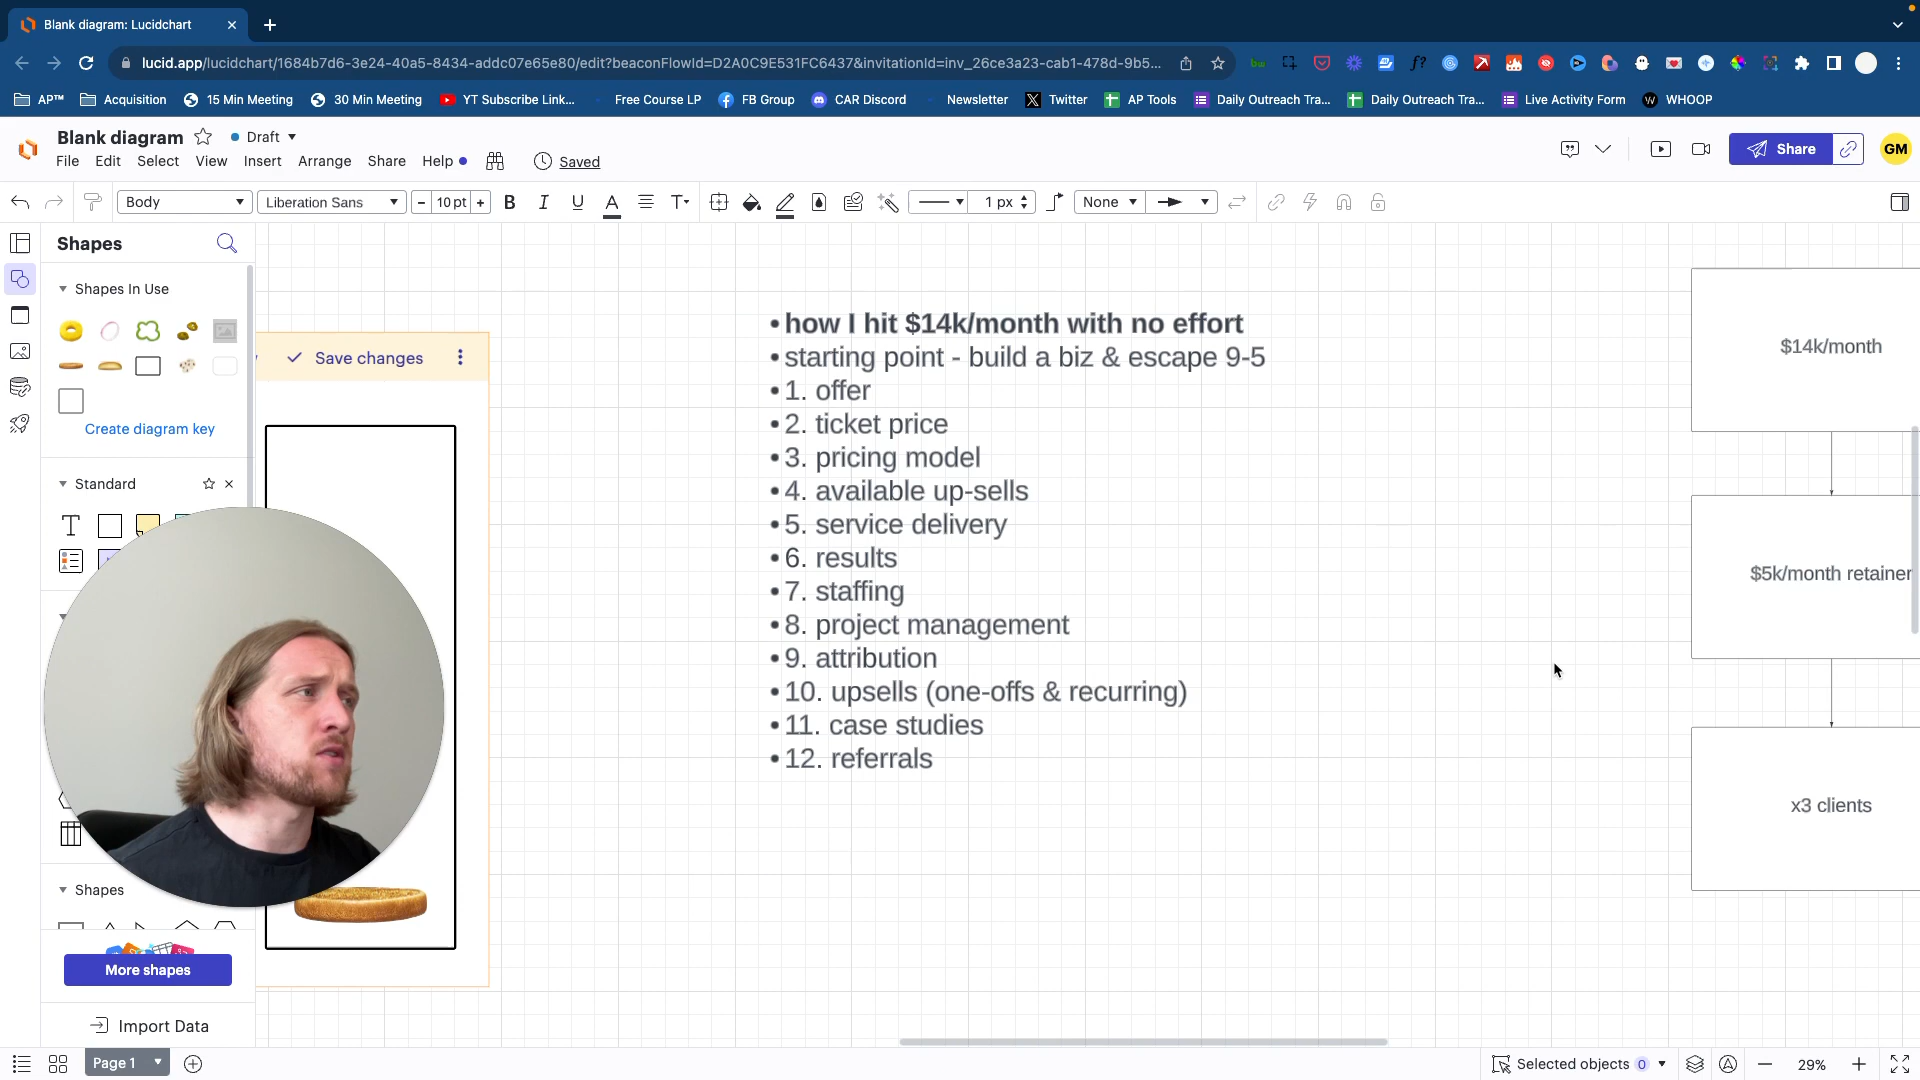 Blank diagram: Lucidchart
lucid.app/lucidchart/1684b7d6-3e24-40a5-8434-addc07e65e80/edit?beaconFlowId=D2A0C9E531FC6437&invitationId=inv_26ce3a23-cab1-478d-9b5...
AP™ Acquisition 15 Min Meeting 30 Min Meeting YT Subscribe Link... Free Course LP FB Group CAR Discord Newsletter Twitter AP Tools Daily Outreach Tra... Daily Outreach Tra... Live Activity Form WHOOP
Blank diagram Draft
File Edit Select View Insert Arrange Share Help Saved
Share GM
Body Liberation Sans - 10 pt + B I U A T 1 px None
Shapes
Shapes In Use
Create diagram key
Standard
Shapes
More shapes
Import Data
Save changes
• how I hit $14k/month with no effort
• starting point - build a biz & escape 9-5
• 1. offer
• 2. ticket price
• 3. pricing model
• 4. available up-sells
• 5. service delivery
• 6. results
• 7. staffing
• 8. project management
• 9. attribution
• 10. upsells (one-offs & recurring)
• 11. case studies
• 12. referrals
$14k/month
$5k/month retainer
x3 clients
Page 1
Selected objects 0 29%